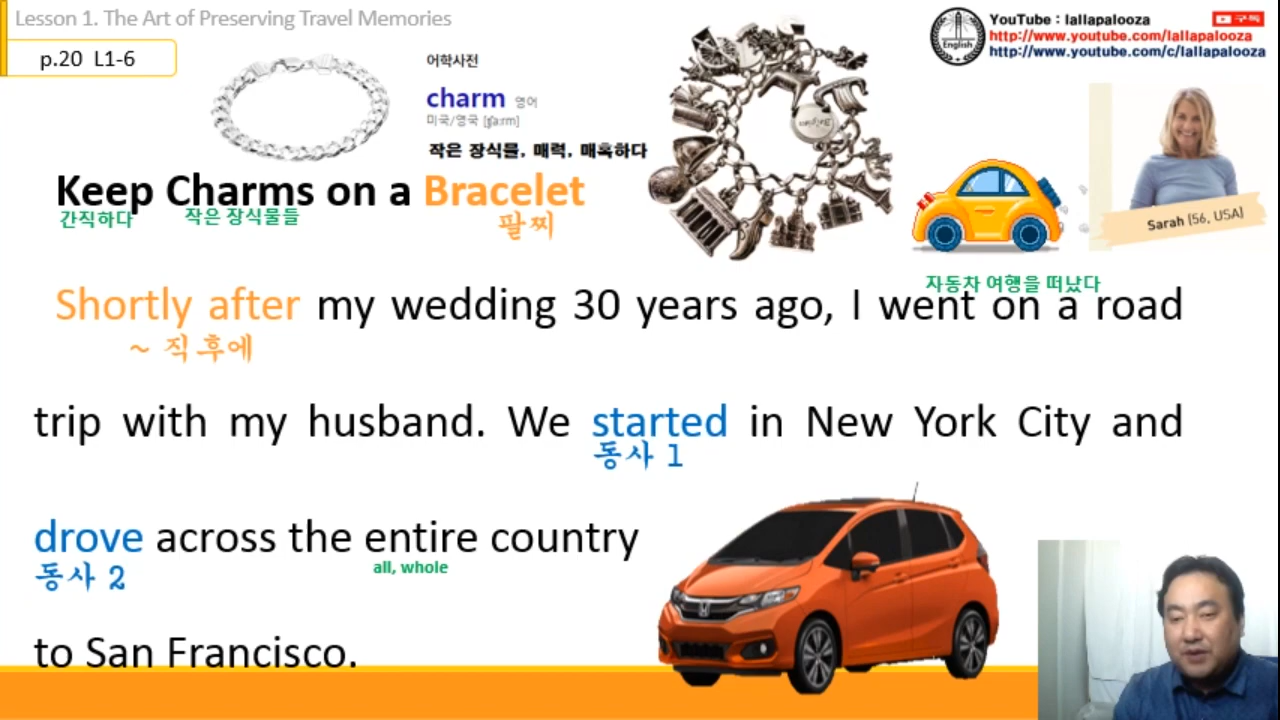 Lesson 1. The Art of Preserving Travel Memories
p.20 L1-6
어학사전
charm 영어
미국/영국 [tʃɑːrm]
작은 장식물, 매력, 매혹하다
YouTube : lallapalooza
구독
http://www.youtube.com/lallapalooza
http://www.youtube.com/c/lallapalooza
English
Sarah (56, USA)
Keep Charms on a Bracelet
간직하다 작은 장식물들 팔찌
자동차 여행을 떠났다
Shortly after my wedding 30 years ago, I went on a road
~ 직후에
trip with my husband. We started in New York City and
동사 1
drove across the entire country
동사 2 all, whole
to San Francisco.